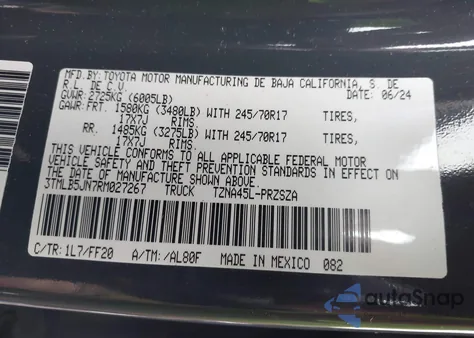 MFD.BY:TOYOTA MOTOR MANUFACTURING DE BAJA CALIFORNIA, S. DE
R.L. DE C.V. DATE: 06/24
GVWR: 2725KG (6005LB)
GAWR: FRT. 1580KG (3480LB) WITH 245/70R17 TIRES,
17X7J RIMS
RR. 1485KG (3275LB) WITH 245/70R17 TIRES,
17X7J RIMS
THIS VEHICLE CONFORMS TO ALL APPLICABLE FEDERAL MOTOR
VEHICLE SAFETY AND THEFT PREVENTION STANDARDS IN EFFECT ON
THE DATE OF MANUFACTURE SHOWN ABOVE.
3TMLB5JN7RM027267 TRUCK TZNA45L-PRZSZA
C/TR: 1L7/FF20 A/TM: /AL80F MADE IN MEXICO 082
autoSnap